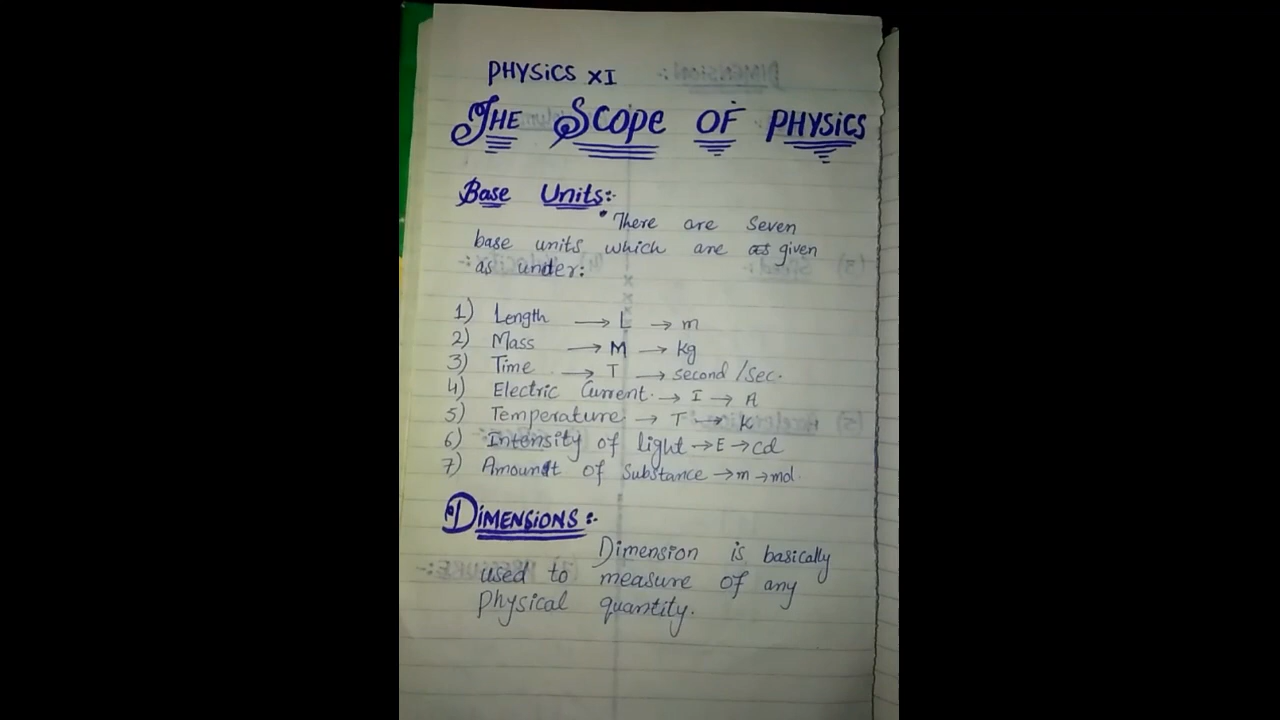 PHYSICS XI
THE SCOPE OF PHYSICS
Base Units:-
There are seven
base units which are as given
as under:
1) Length → L → m
2) Mass → M → kg
3) Time → T → second /sec.
4) Electric Current → I → A
5) Temperature → T → K
6) Intensity of light → E → cd
7) Amount of Substance → m → mol.
DIMENSIONS:-
Dimension is basically
used to measure of any
physical quantity.